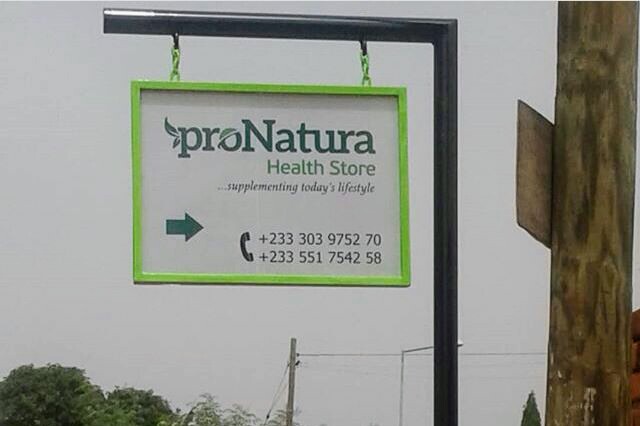 proNatura
Health Store
...supplementing today's lifestyle
+233 303 9752 70
+233 551 7542 58